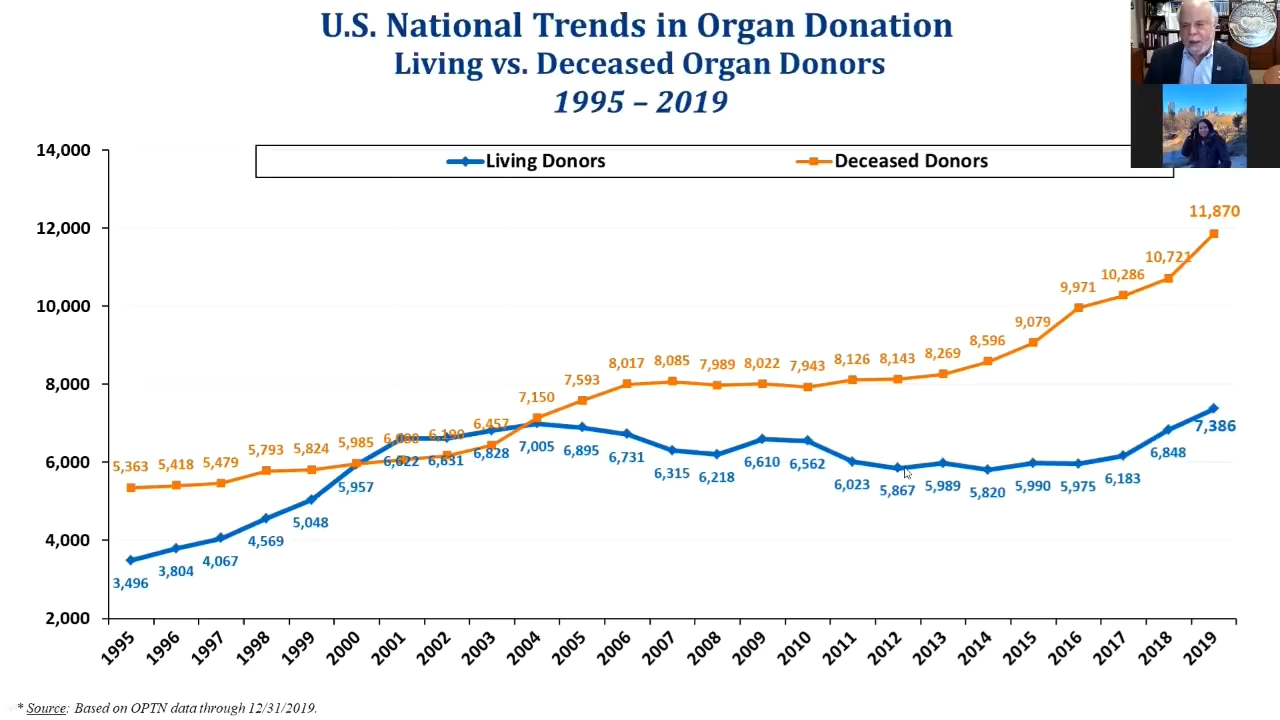 U.S. National Trends in Organ Donation
Living vs. Deceased Organ Donors
1995 – 2019
Living Donors Deceased Donors
14,000
12,000
10,000
8,000
6,000
4,000
2,000
5,363 5,418 5,479 5,793 5,824 5,985 6,080 6,190 6,457 7,150 7,593 8,017 8,085 7,989 8,022 7,943 8,126 8,143 8,269 8,596 9,079 9,971 10,286 10,721 11,870
3,496 3,804 4,067 4,569 5,048 5,957 6,622 6,631 6,828 7,005 6,895 6,731 6,315 6,218 6,610 6,562 6,023 5,867 5,989 5,820 5,990 5,975 6,183 6,848 7,386
1995 1996 1997 1998 1999 2000 2001 2002 2003 2004 2005 2006 2007 2008 2009 2010 2011 2012 2013 2014 2015 2016 2017 2018 2019
* Source: Based on OPTN data through 12/31/2019.